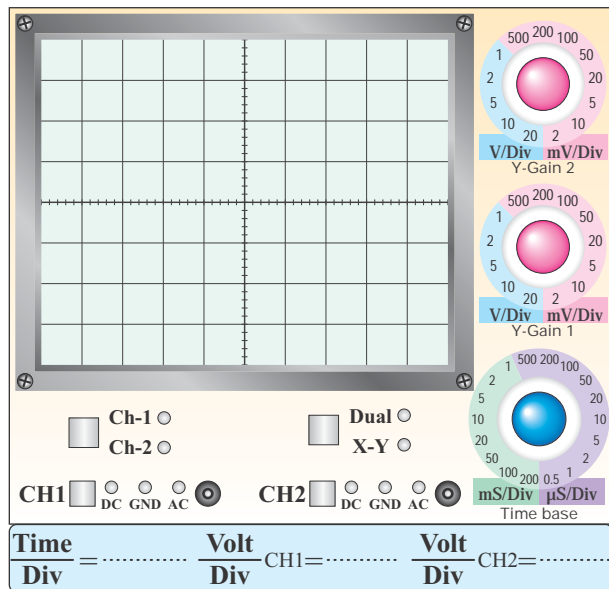 500 200 100
1 50
2 20
5 10
10 5
20 2
V/Div mV/Div
Y-Gain 2
500 200 100
1 50
2 20
5 10
10 5
20 2
V/Div mV/Div
Y-Gain 1
1 500 200 100
2 50
5 20
10 10
20 5
50 2
100 200 0.5 1
mS/Div µS/Div
Time base
Ch-1
Ch-2
Dual
X-Y
CH1 DC GND AC
CH2 DC GND AC
Time/Div = ............... Volt/Div CH1=........... Volt/Div CH2=...........